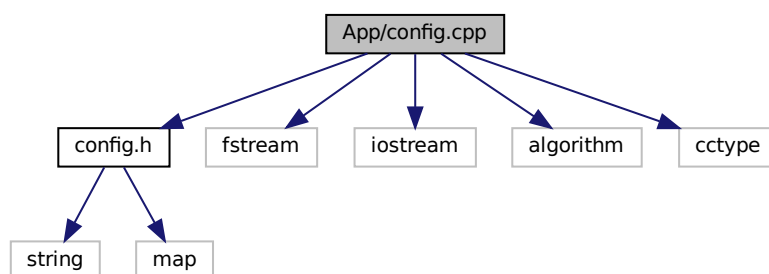 App/config.cpp
config.h
fstream
iostream
algorithm
cctype
string
map